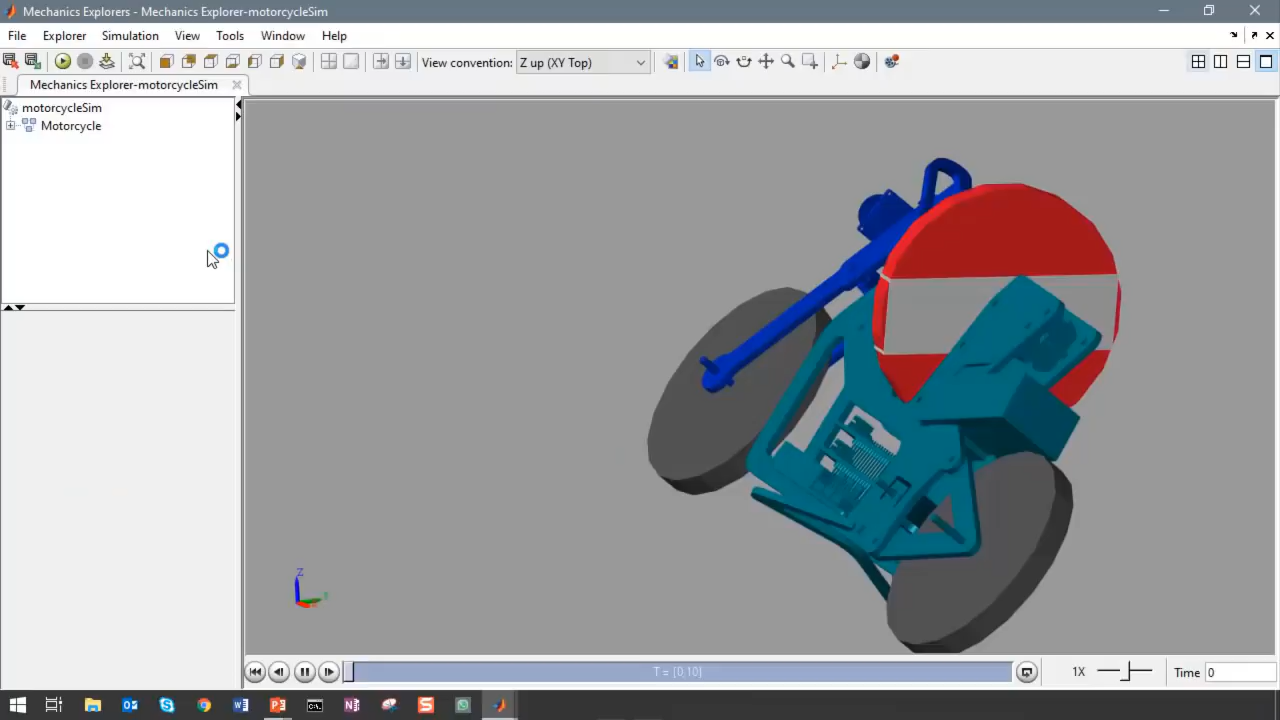 Mechanics Explorers - Mechanics Explorer-motorcycleSim
File Explorer Simulation View Tools Window Help
View convention: Z up (XY Top)
Mechanics Explorer-motorcycleSim
motorcycleSim
Motorcycle
Z
T = [0,10]
1X
Time 0